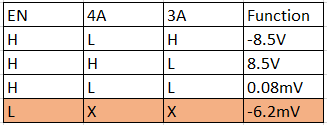 EN 4A 3A Function
H L H -8.5V
H H L 8.5V
H L L 0.08mV
L X X -6.2mV